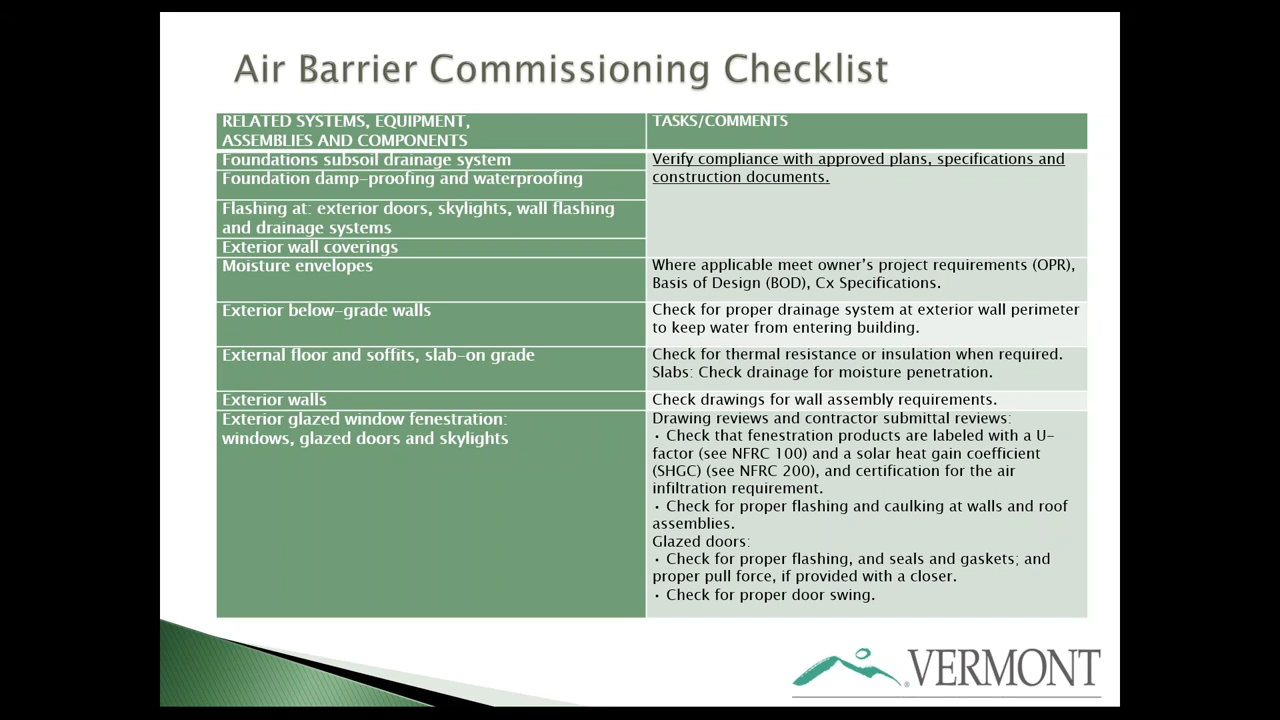 Air Barrier Commissioning Checklist
RELATED SYSTEMS, EQUIPMENT,
ASSEMBLIES AND COMPONENTS
TASKS/COMMENTS
Foundations subsoil drainage system
Foundation damp-proofing and waterproofing
Flashing at: exterior doors, skylights, wall flashing
and drainage systems
Exterior wall coverings
Verify compliance with approved plans, specifications and
construction documents.
Moisture envelopes
Where applicable meet owner's project requirements (OPR),
Basis of Design (BOD), Cx Specifications.
Exterior below-grade walls
Check for proper drainage system at exterior wall perimeter
to keep water from entering building.
External floor and soffits, slab-on grade
Check for thermal resistance or insulation when required.
Slabs: Check drainage for moisture penetration.
Exterior walls
Check drawings for wall assembly requirements.
Exterior glazed window fenestration:
windows, glazed doors and skylights
Drawing reviews and contractor submittal reviews:
• Check that fenestration products are labeled with a U-
factor (see NFRC 100) and a solar heat gain coefficient
(SHGC) (see NFRC 200), and certification for the air
infiltration requirement.
• Check for proper flashing and caulking at walls and roof
assemblies.
Glazed doors:
• Check for proper flashing, and seals and gaskets; and
proper pull force, if provided with a closer.
• Check for proper door swing.
VERMONT